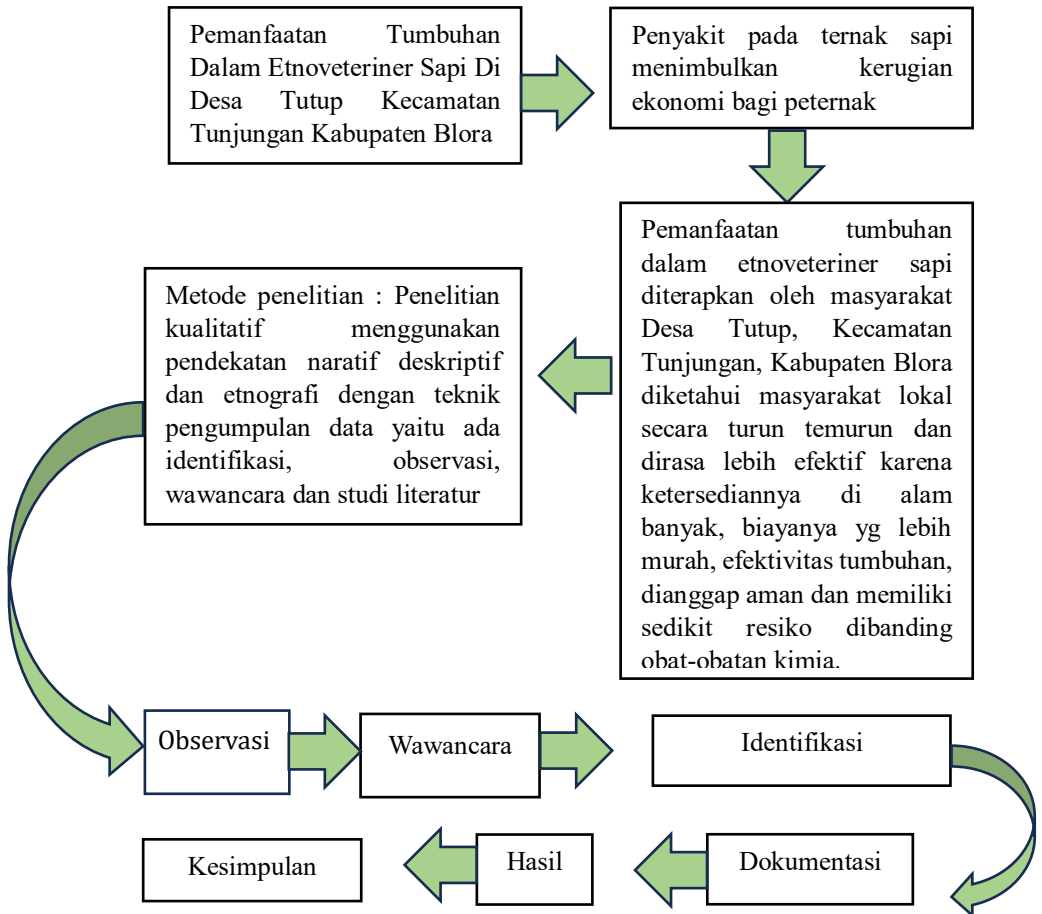 Pemanfaatan Tumbuhan
Dalam Etnoveteriner Sapi Di
Desa Tutup Kecamatan
Tunjungan Kabupaten Blora
Penyakit pada ternak sapi
menimbulkan kerugian
ekonomi bagi peternak
Pemanfaatan tumbuhan
dalam etnoveteriner sapi
diterapkan oleh masyarakat
Desa Tutup, Kecamatan
Tunjungan, Kabupaten Blora
diketahui masyarakat lokal
secara turun temurun dan
dirasa lebih efektif karena
ketersediannya di alam
banyak, biayanya yg lebih
murah, efektivitas tumbuhan,
dianggap aman dan memiliki
sedikit resiko dibanding
obat-obatan kimia.
Metode penelitian : Penelitian
kualitatif menggunakan
pendekatan naratif deskriptif
dan etnografi dengan teknik
pengumpulan data yaitu ada
identifikasi, observasi,
wawancara dan studi literatur
Observasi
Wawancara
Identifikasi
Dokumentasi
Hasil
Kesimpulan